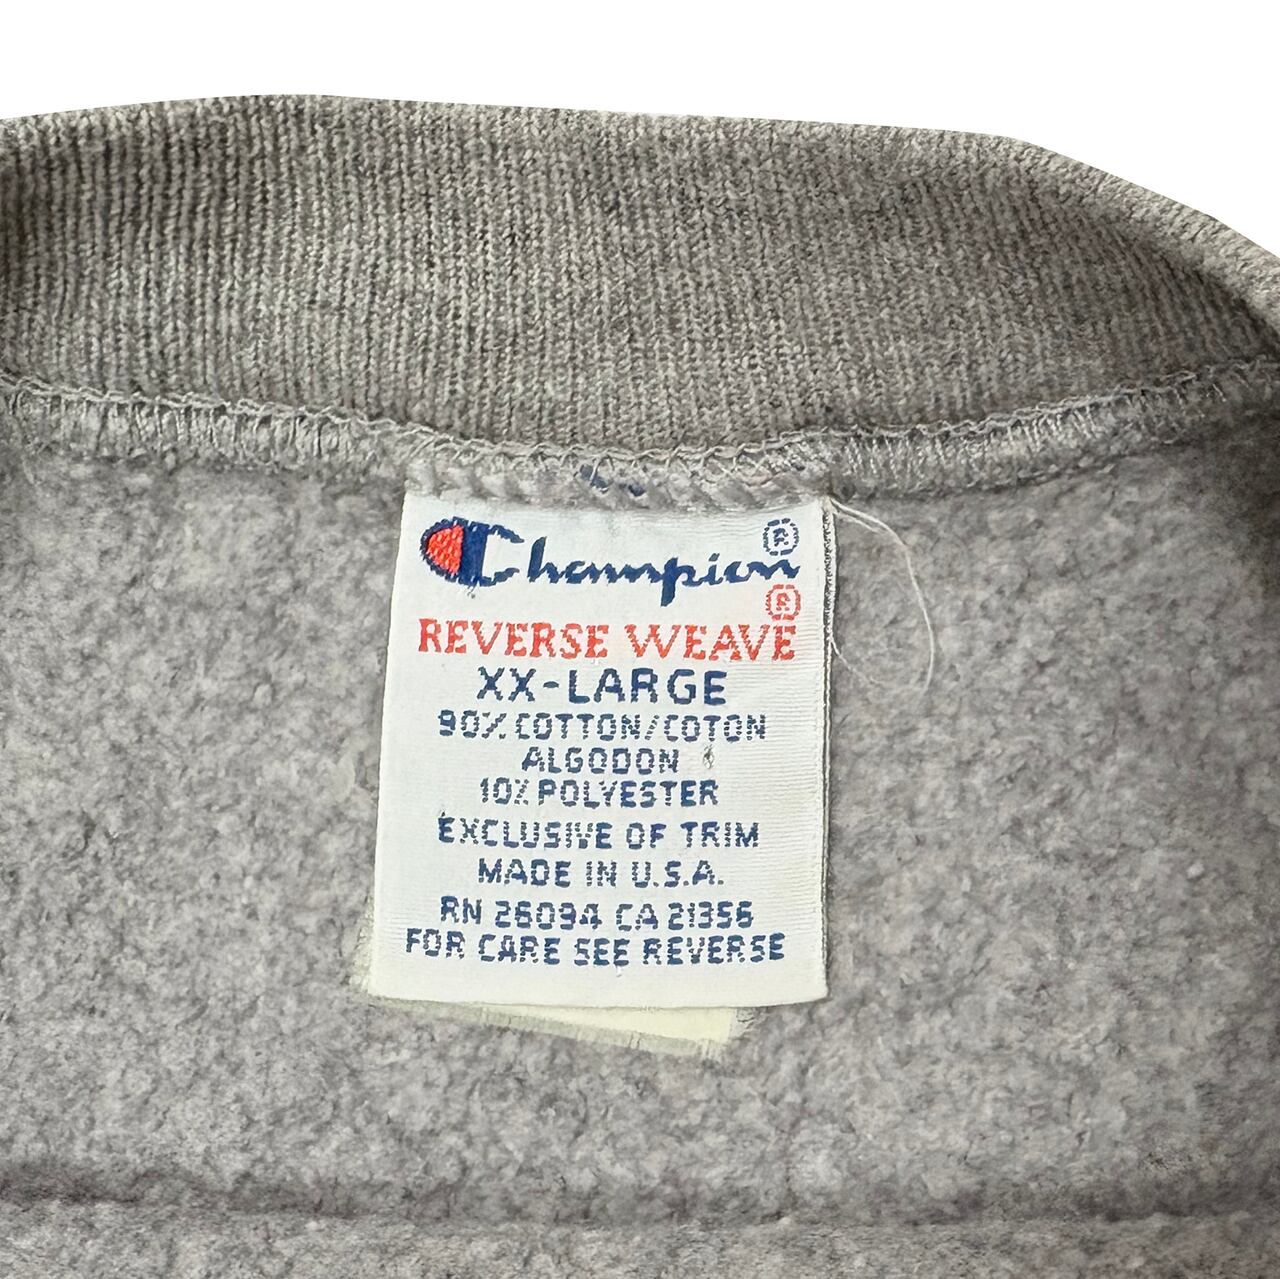 Champion®
REVERSE WEAVE®
XX-LARGE
90% COTTON/COTON
ALGODON
10% POLYESTER
EXCLUSIVE OF TRIM
MADE IN U.S.A.
RN 26094 CA 21356
FOR CARE SEE REVERSE